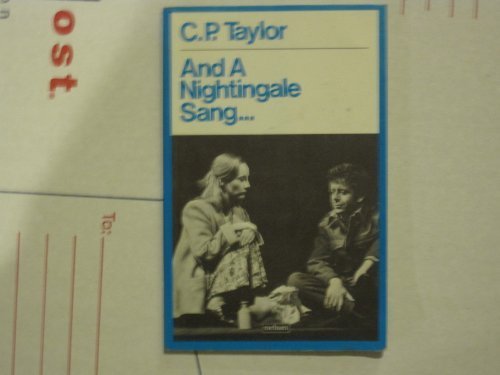 C.P. Taylor
And A
Nightingale
Sang...
methuen
ost.
To: